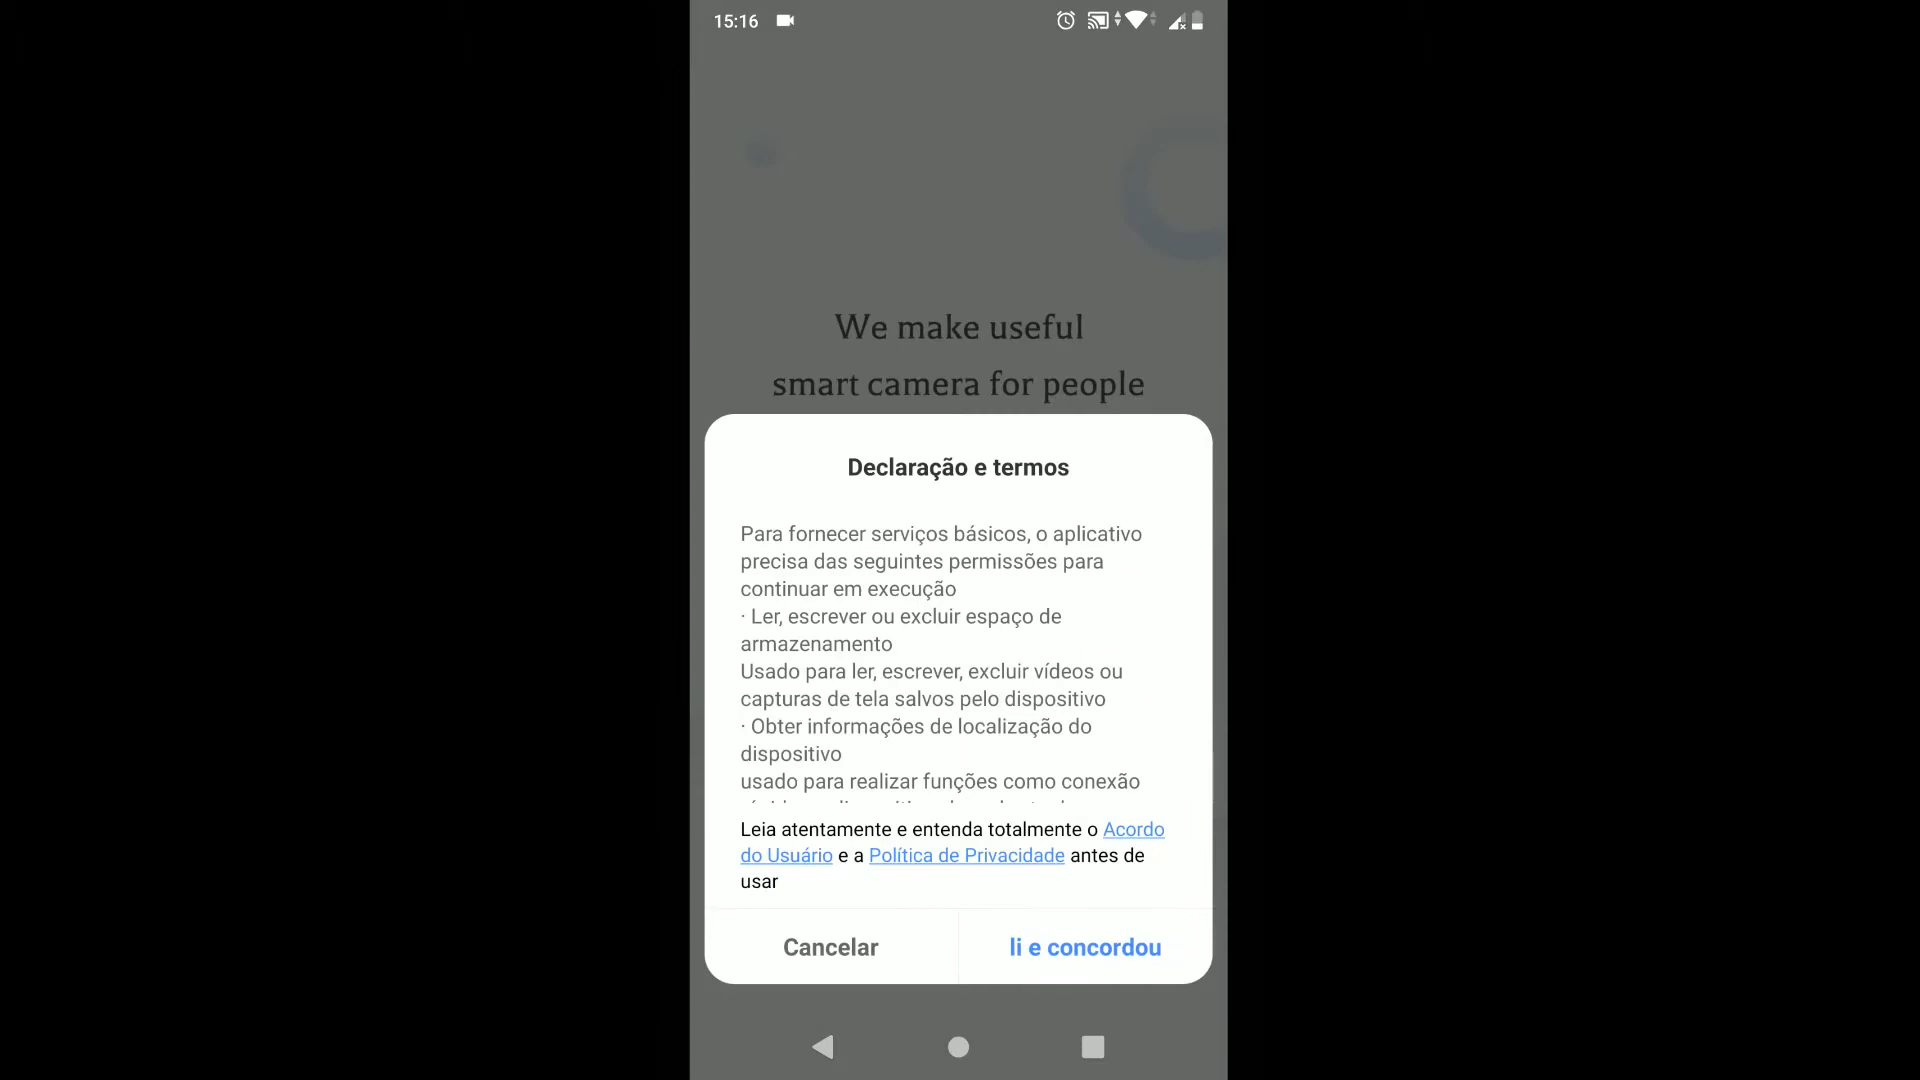 15:16
We make useful
smart camera for people
Declaração e termos
Para fornecer serviços básicos, o aplicativo
precisa das seguintes permissões para
continuar em execução
· Ler, escrever ou excluir espaço de
armazenamento
Usado para ler, escrever, excluir vídeos ou
capturas de tela salvos pelo dispositivo
· Obter informações de localização do
dispositivo
usado para realizar funções como conexão
Leia atentamente e entenda totalmente o Acordo
do Usuário e a Política de Privacidade antes de
usar
Cancelar
li e concordou